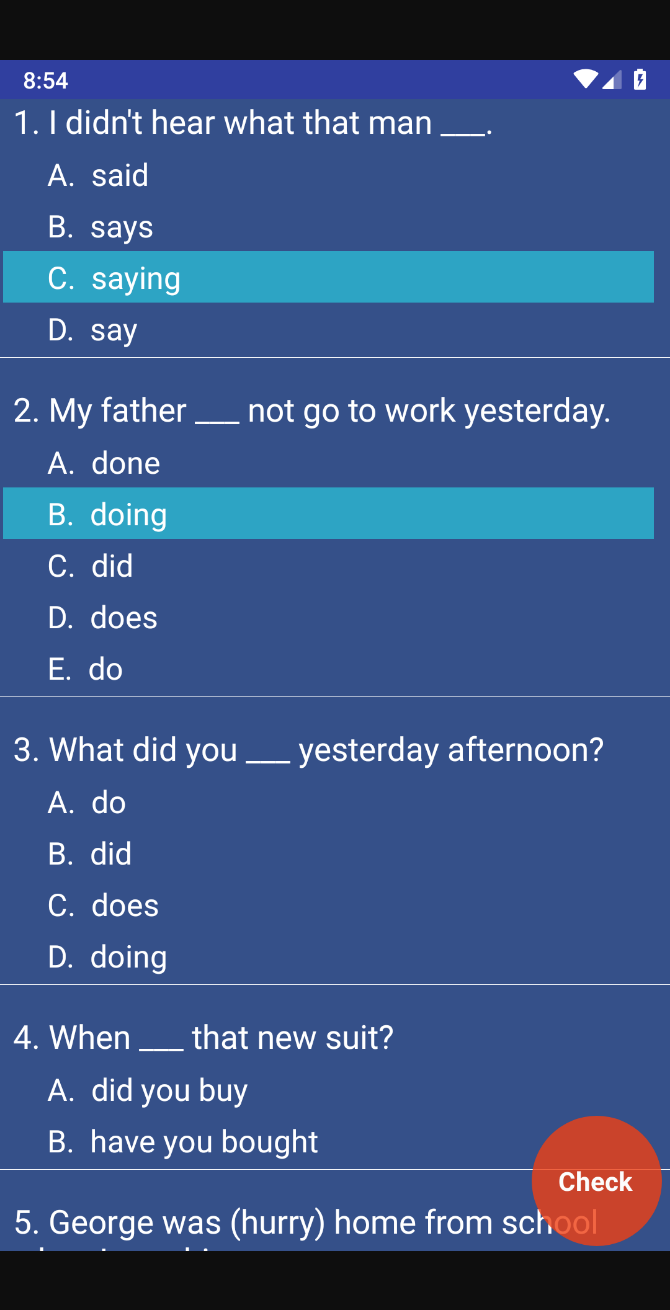 8:54
1. I didn't hear what that man ___.
A. said
B. says
C. saying
D. say
2. My father ___ not go to work yesterday.
A. done
B. doing
C. did
D. does
E. do
3. What did you ___ yesterday afternoon?
A. do
B. did
C. does
D. doing
4. When ___ that new suit?
A. did you buy
B. have you bought
Check
5. George was (hurry) home from school